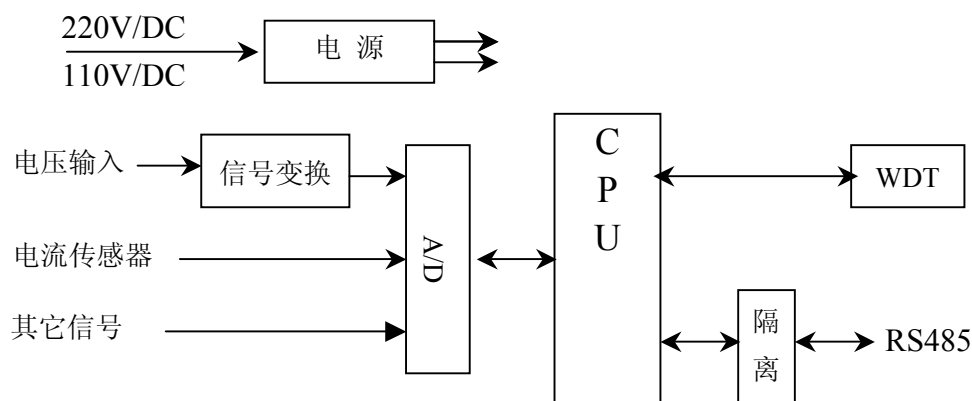 220V/DC
电 源
110V/DC
电压输入
信号变换
A/D
CPU
WDT
电流传感器
其它信号
隔离
RS485